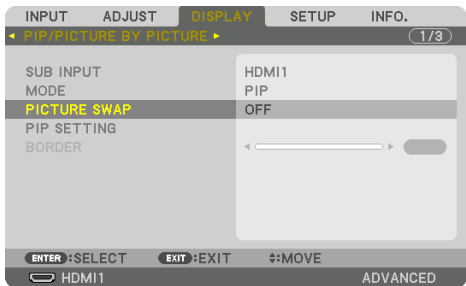 INPUT ADJUST DISPLAY SETUP INFO.
PIP/PICTURE BY PICTURE 1/3
SUB INPUT HDMI1
MODE PIP
PICTURE SWAP OFF
PIP SETTING
BORDER
ENTER :SELECT EXIT :EXIT :MOVE
HDMI1 ADVANCED